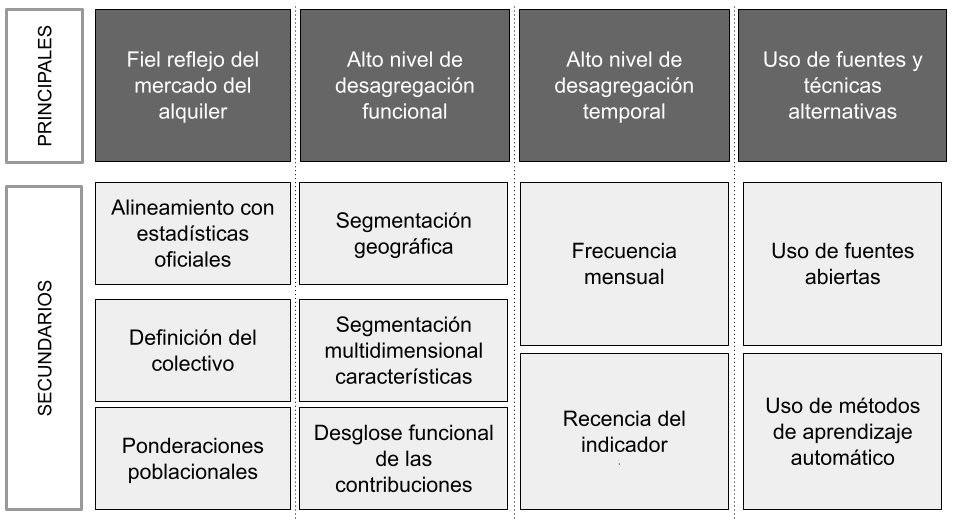 PRINCIPALES
Fiel reflejo del
mercado del
alquiler
Alto nivel de
desagregación
funcional
Alto nivel de
desagregación
temporal
Uso de fuentes y
técnicas
alternativas
SECUNDARIOS
Alineamiento con
estadísticas
oficiales
Definición del
colectivo
Ponderaciones
poblacionales
Segmentación
geográfica
Segmentación
multidimensional
características
Desglose funcional
de las
contribuciones
Frecuencia
mensual
Recencia del
indicador
.
Uso de fuentes
abiertas
Uso de métodos
de aprendizaje
automático